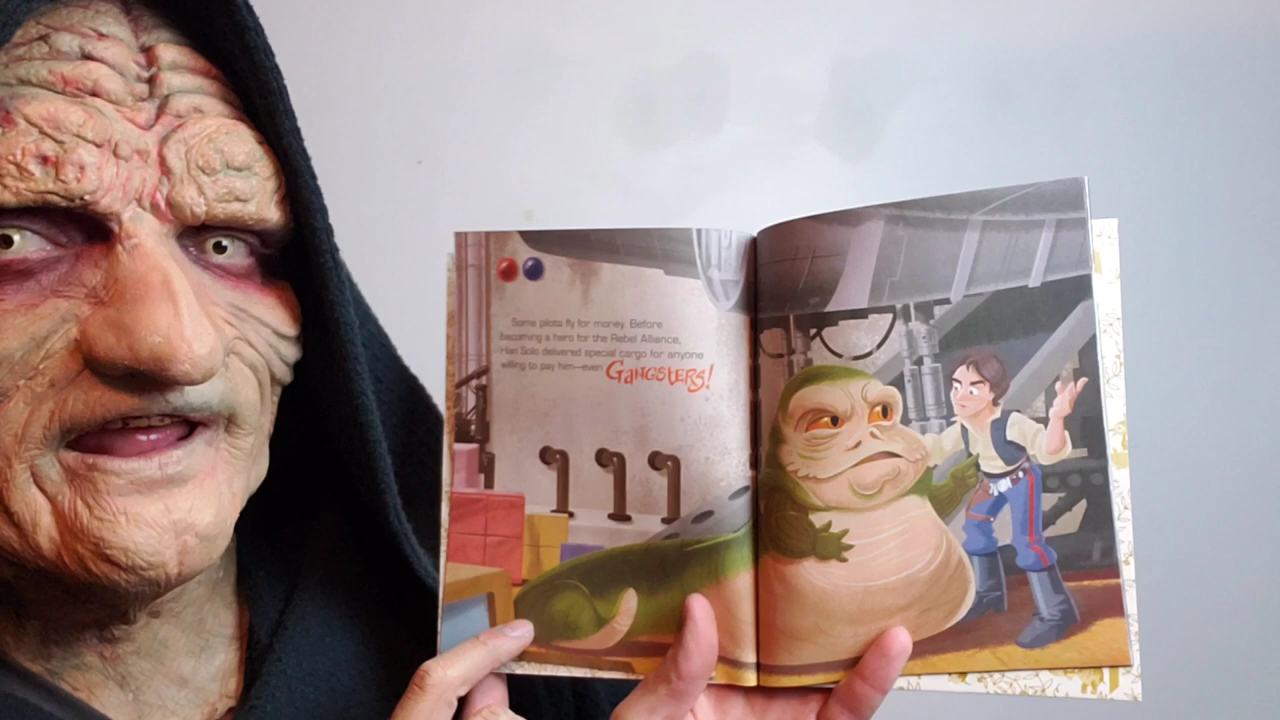 Some pilots fly for money. Before
becoming a hero for the Rebel Alliance,
Han Solo delivered special cargo for anyone
willing to pay him—even GANGSTERS!